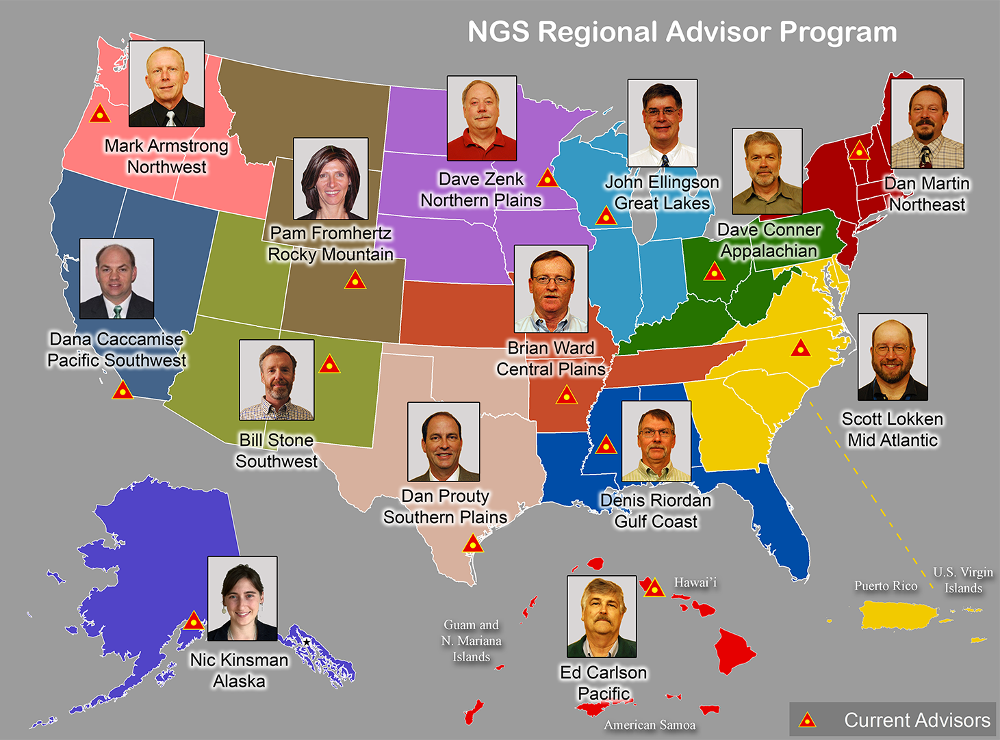 NGS Regional Advisor Program
Mark Armstrong
Northwest
Pam Fromhertz
Rocky Mountain
Dave Zenk
Northern Plains
John Ellingson
Great Lakes
Dave Conner
Appalachian
Dan Martin
Northeast
Dana Caccamise
Pacific Southwest
Bill Stone
Southwest
Brian Ward
Central Plains
Scott Lokken
Mid Atlantic
Dan Prouty
Southern Plains
Denis Riordan
Gulf Coast
Nic Kinsman
Alaska
Ed Carlson
Pacific
Hawai'i
Guam and
N. Mariana
Islands
American Samoa
Puerto Rico
U.S. Virgin
Islands
Current Advisors